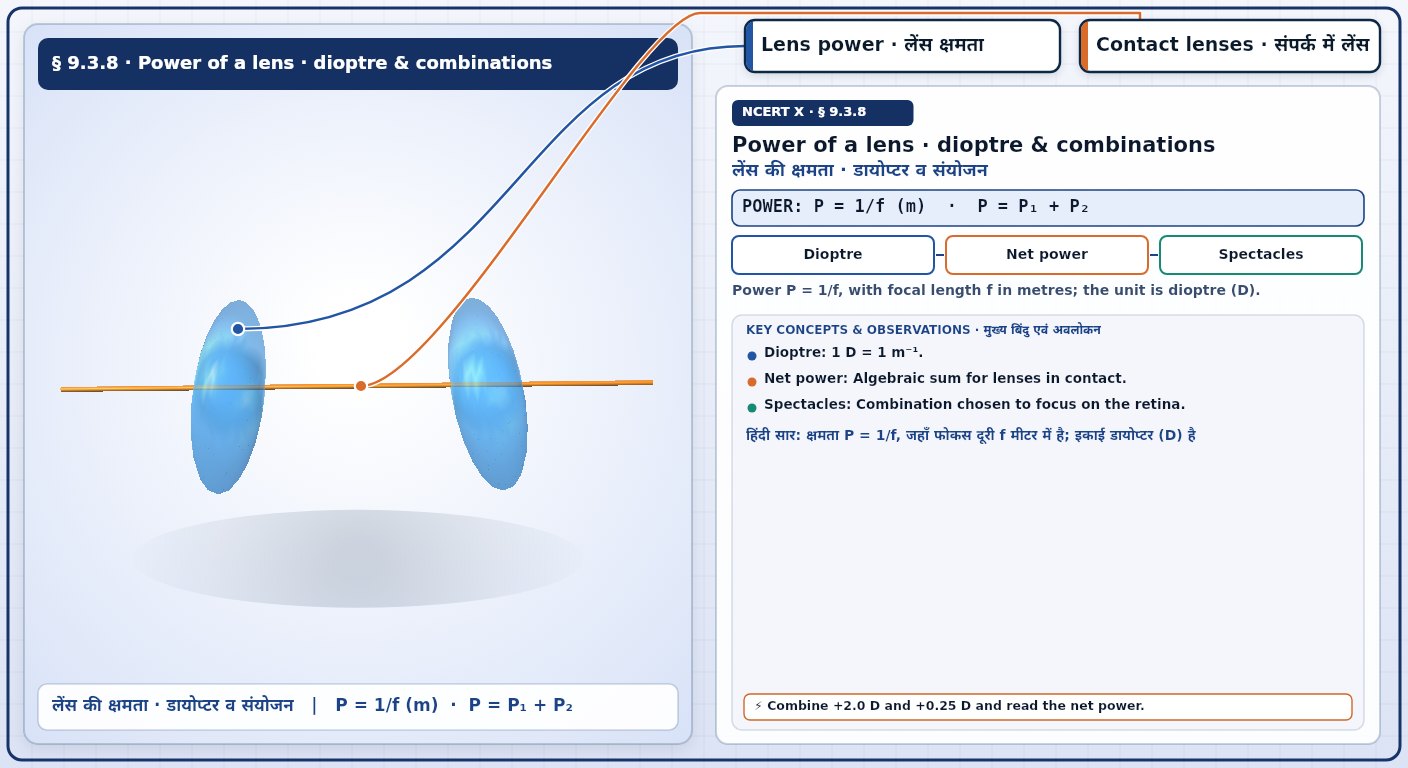 § 9.3.8 · Power of a lens · dioptre & combinations
Lens power · लेंस क्षमता
Contact lenses · संपर्क में लेंस
NCERT X · § 9.3.8
Power of a lens · dioptre & combinations
लेंस की क्षमता · डायोप्टर व संयोजन
POWER: P = 1/f (m) · P = P₁ + P₂
Dioptre
Net power
Spectacles
Power P = 1/f, with focal length f in metres; the unit is dioptre (D).
KEY CONCEPTS & OBSERVATIONS · मुख्य बिंदु एवं अवलोकन
Dioptre: 1 D = 1 m⁻¹.
Net power: Algebraic sum for lenses in contact.
Spectacles: Combination chosen to focus on the retina.
हिंदी सार: क्षमता P = 1/f, जहाँ फोकस दूरी f मीटर में है; इकाई डायोप्टर (D) है
⚡ Combine +2.0 D and +0.25 D and read the net power.
लेंस की क्षमता · डायोप्टर व संयोजन | P = 1/f (m) · P = P₁ + P₂